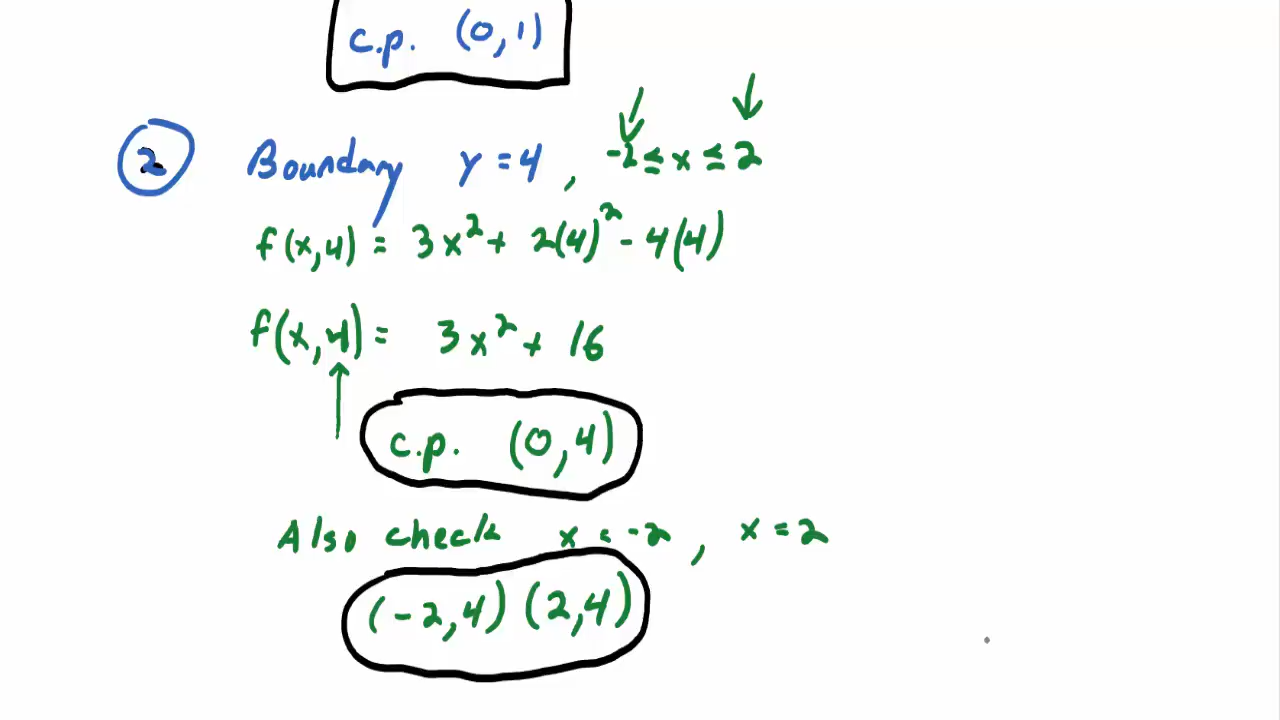 c.p. (0,1)
2 Boundary y = 4, -2 ≤ x ≤ 2
f(x,4) = 3x² + 2(4)² - 4(4)
f(x,4) = 3x² + 16
c.p. (0,4)
Also check x = -2, x = 2
(-2,4) (2,4)